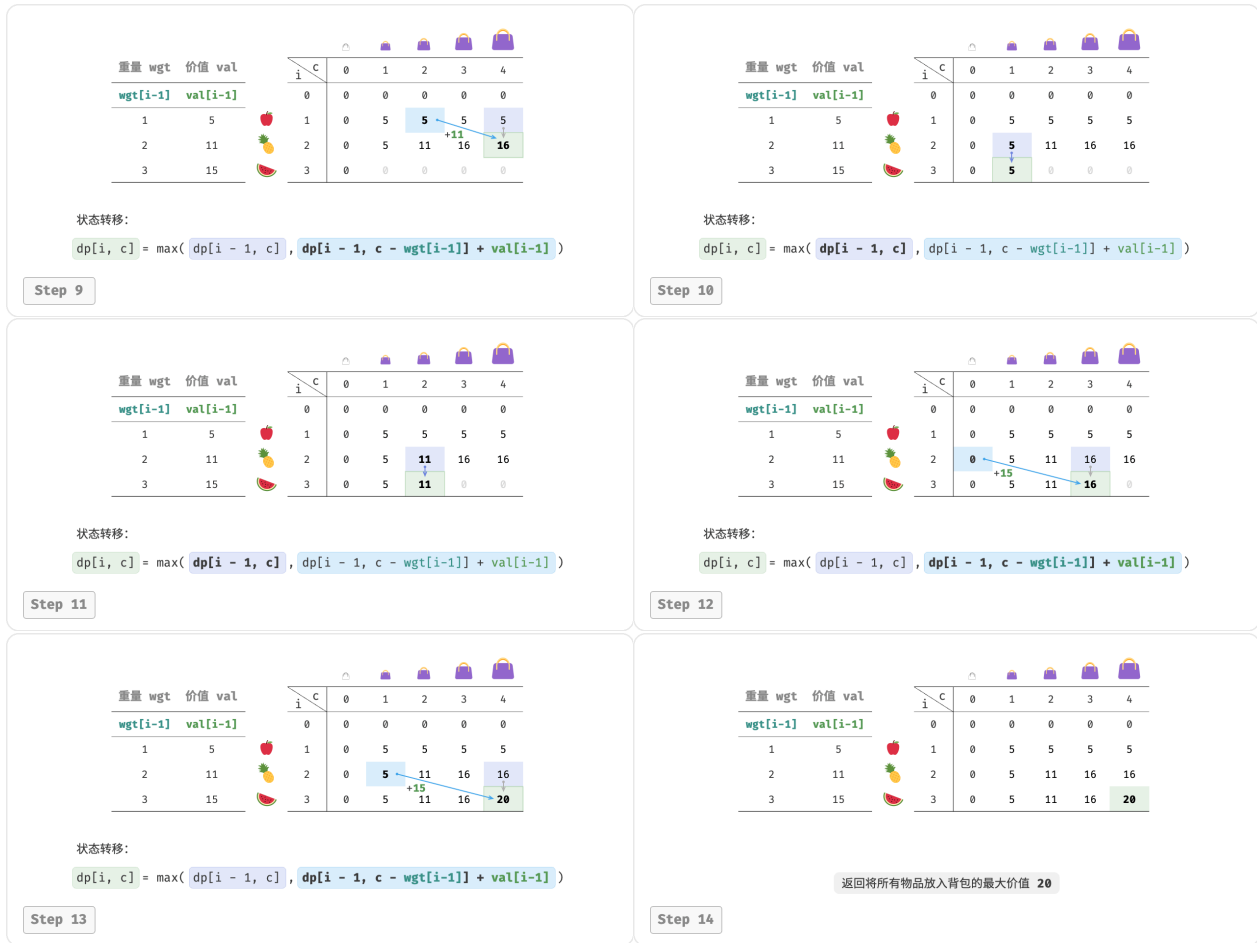 重量 wgt 价值 val
i c 0 1 2 3 4
wgt[i-1] val[i-1] 0 0 0 0 0 0
1 5 1 0 5 5 5 5
+11
2 11 2 0 5 11 16 16
3 15 3 0 0 0 0 0
状态转移:
dp[i, c] = max( dp[i - 1, c] , dp[i - 1, c - wgt[i-1]] + val[i-1] )
Step 9
重量 wgt 价值 val
i c 0 1 2 3 4
wgt[i-1] val[i-1] 0 0 0 0 0 0
1 5 1 0 5 5 5 5
2 11 2 0 5 11 16 16
3 15 3 0 5 0 0 0
状态转移:
dp[i, c] = max( dp[i - 1, c] , dp[i - 1, c - wgt[i-1]] + val[i-1] )
Step 10
重量 wgt 价值 val
i c 0 1 2 3 4
wgt[i-1] val[i-1] 0 0 0 0 0 0
1 5 1 0 5 5 5 5
2 11 2 0 5 11 16 16
3 15 3 0 5 11 0 0
状态转移:
dp[i, c] = max( dp[i - 1, c] , dp[i - 1, c - wgt[i-1]] + val[i-1] )
Step 11
重量 wgt 价值 val
i c 0 1 2 3 4
wgt[i-1] val[i-1] 0 0 0 0 0 0
1 5 1 0 5 5 5 5
2 11 2 0 5 11 16 16
+15
3 15 3 0 5 11 16 0
状态转移:
dp[i, c] = max( dp[i - 1, c] , dp[i - 1, c - wgt[i-1]] + val[i-1] )
Step 12
重量 wgt 价值 val
i c 0 1 2 3 4
wgt[i-1] val[i-1] 0 0 0 0 0 0
1 5 1 0 5 5 5 5
2 11 2 0 5 11 16 16
+15
3 15 3 0 5 11 16 20
状态转移:
dp[i, c] = max( dp[i - 1, c] , dp[i - 1, c - wgt[i-1]] + val[i-1] )
Step 13
重量 wgt 价值 val
i c 0 1 2 3 4
wgt[i-1] val[i-1] 0 0 0 0 0 0
1 5 1 0 5 5 5 5
2 11 2 0 5 11 16 16
3 15 3 0 5 11 16 20
返回将所有物品放入背包的最大价值 20
Step 14